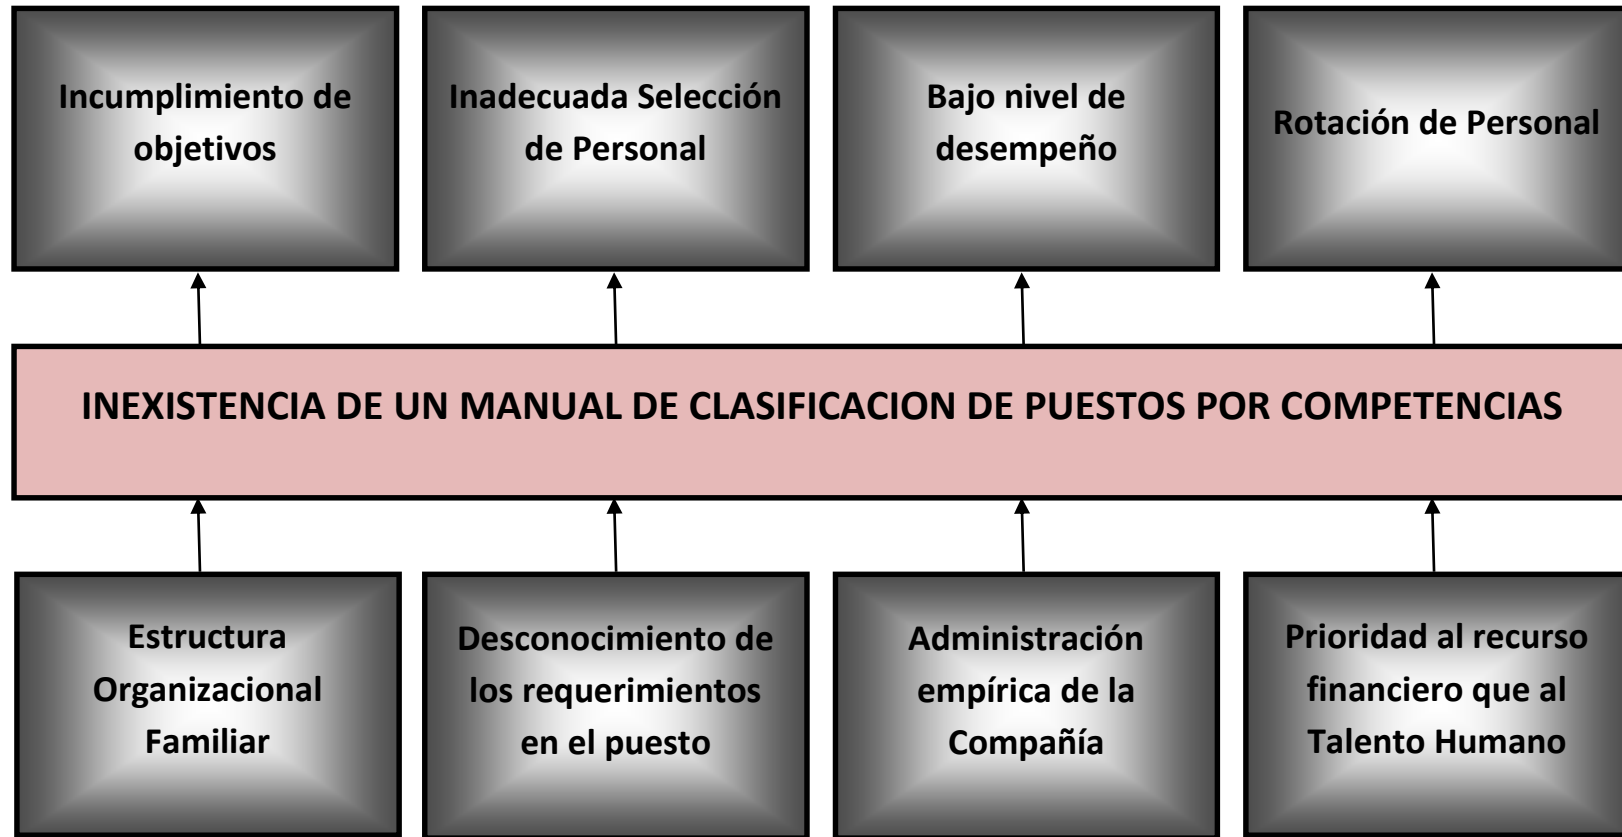 Incumplimiento de
objetivos
Inadecuada Selección
de Personal
Bajo nivel de
desempeño
Rotación de Personal
INEXISTENCIA DE UN MANUAL DE CLASIFICACION DE PUESTOS POR COMPETENCIAS
Estructura
Organizacional
Familiar
Desconocimiento de
los requerimientos
en el puesto
Administración
empírica de la
Compañía
Prioridad al recurso
financiero que al
Talento Humano